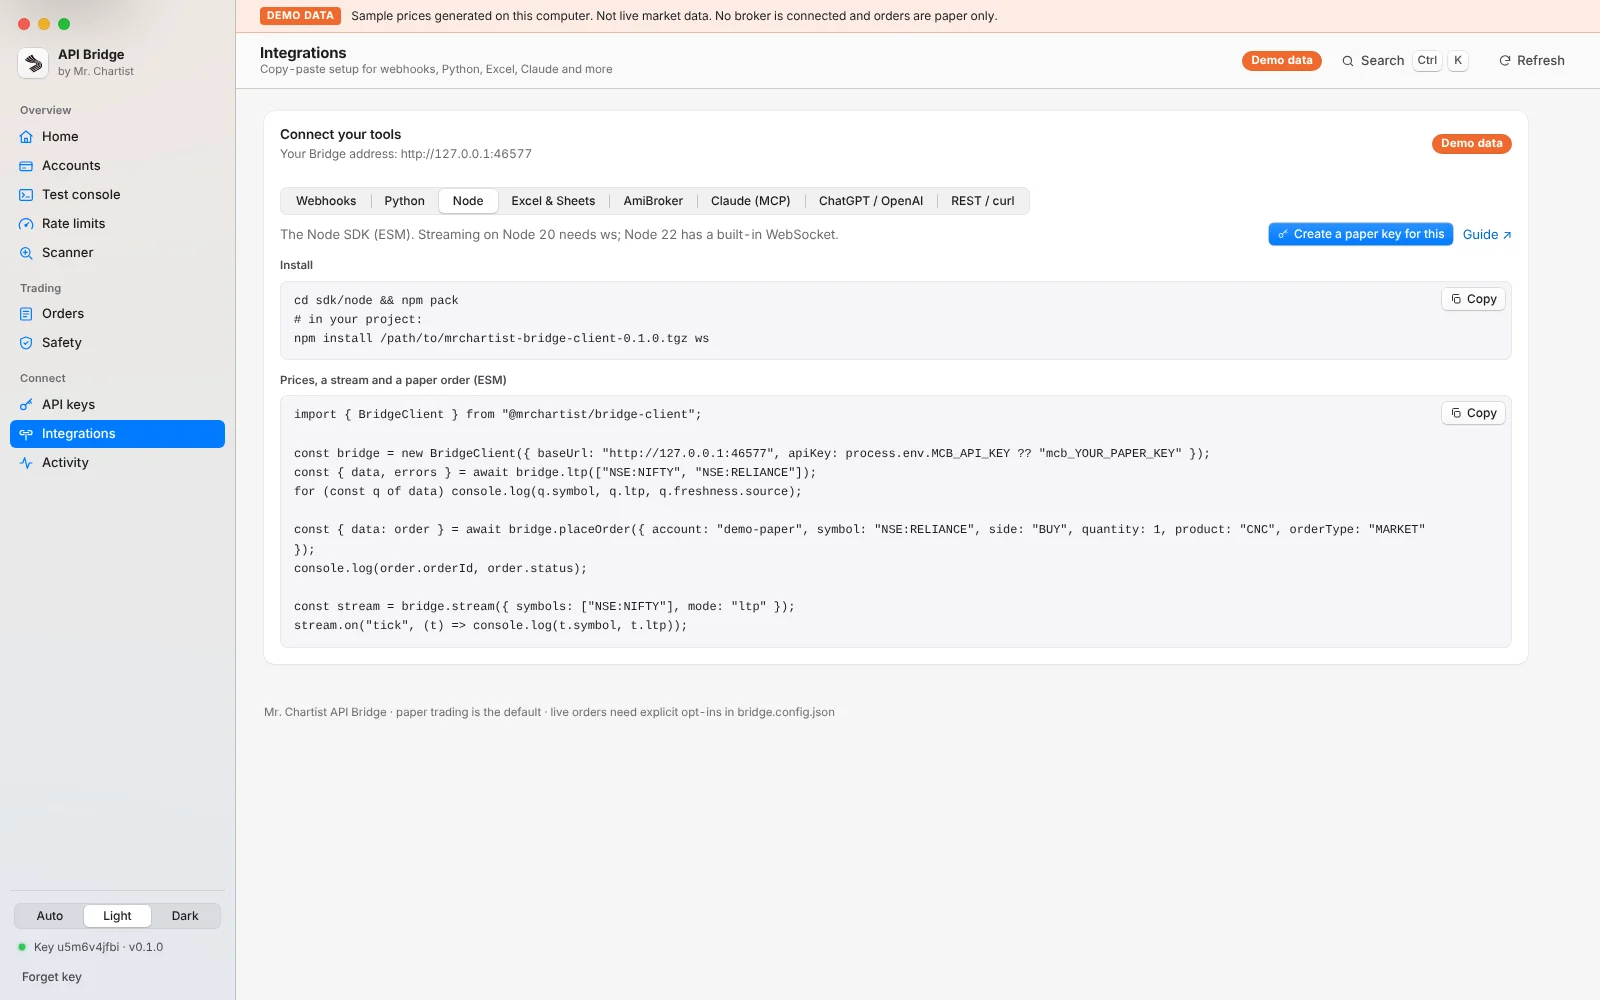 DEMO DATA Sample prices generated on this computer. Not live market data. No broker is connected and orders are paper only.
API Bridge
by Mr. Chartist
Overview
Home
Accounts
Test console
Rate limits
Scanner
Trading
Orders
Safety
Connect
API keys
Integrations
Activity
Auto Light Dark
Key u5m6v4jfbi · v0.1.0
Forget key
Integrations
Copy-paste setup for webhooks, Python, Excel, Claude and more
Demo data Search Ctrl K Refresh
Connect your tools
Your Bridge address: http://127.0.0.1:46577
Demo data
Webhooks Python Node Excel & Sheets AmiBroker Claude (MCP) ChatGPT / OpenAI REST / curl
The Node SDK (ESM). Streaming on Node 20 needs ws; Node 22 has a built-in WebSocket.
Create a paper key for this Guide ↗
Install
cd sdk/node && npm pack
# in your project:
npm install /path/to/mrchartist-bridge-client-0.1.0.tgz ws
Copy
Prices, a stream and a paper order (ESM)
import { BridgeClient } from "@mrchartist/bridge-client";
Copy
const bridge = new BridgeClient({ baseUrl: "http://127.0.0.1:46577", apiKey: process.env.MCB_API_KEY ?? "mcb_YOUR_PAPER_KEY" });
const { data, errors } = await bridge.ltp(["NSE:NIFTY", "NSE:RELIANCE"]);
for (const q of data) console.log(q.symbol, q.ltp, q.freshness.source);
const { data: order } = await bridge.placeOrder({ account: "demo-paper", symbol: "NSE:RELIANCE", side: "BUY", quantity: 1, product: "CNC", orderType: "MARKET"
});
console.log(order.orderId, order.status);
const stream = bridge.stream({ symbols: ["NSE:NIFTY"], mode: "ltp" });
stream.on("tick", (t) => console.log(t.symbol, t.ltp));
Mr. Chartist API Bridge · paper trading is the default · live orders need explicit opt-ins in bridge.config.json